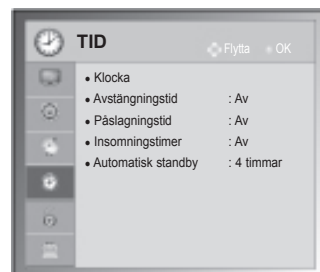 TID
Flytta OK
• Klocka
• Avstängningstid : Av
• Påslagningstid : Av
• Insomningstimer : Av
• Automatisk standby : 4 timmar